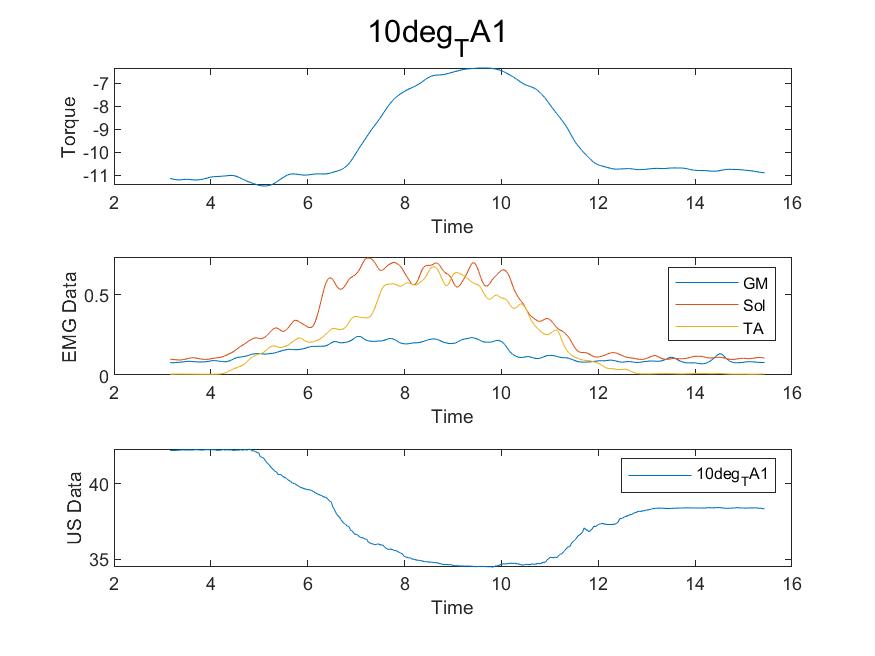 10deg_TA1
-7
-8
-9
-10
-11
Torque
2 4 6 8 10 12 14 16
Time
0.5
0
EMG Data
GM
Sol
TA
2 4 6 8 10 12 14 16
Time
40
35
US Data
10deg_TA1
2 4 6 8 10 12 14 16
Time